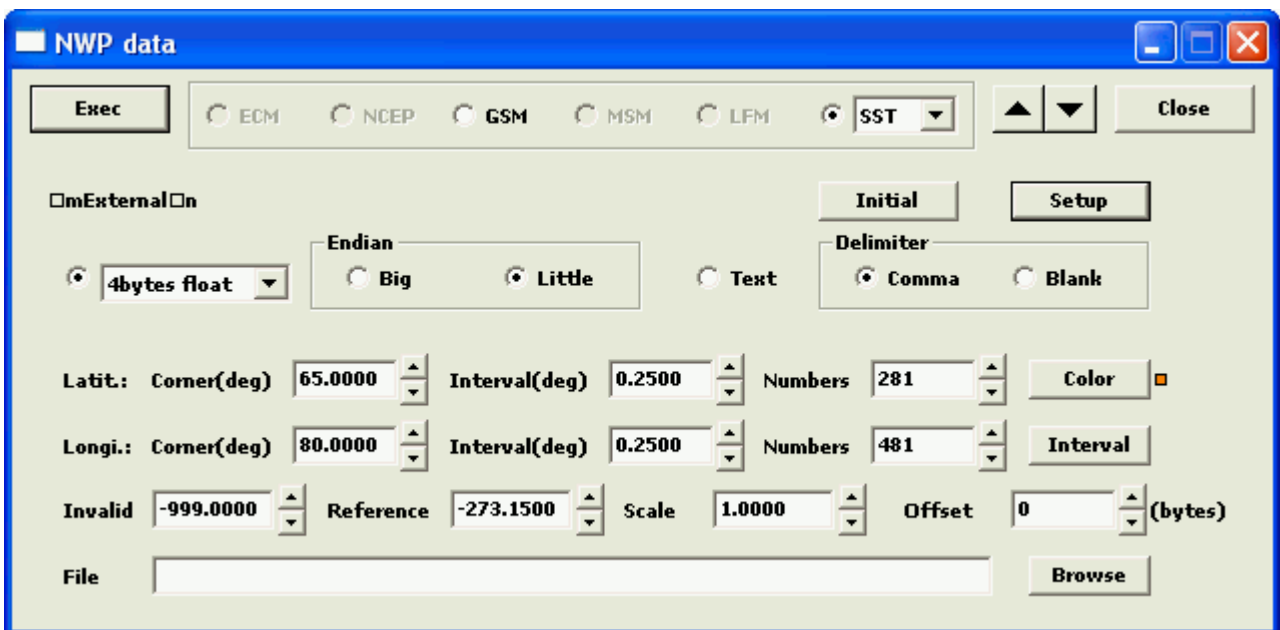 NWP data
Exec ECM NCEP GSM MSM LFM SST Close
□mExternal□n Initial Setup
Endian Delimiter
4bytes float Big Little Text Comma Blank
Latit.: Corner(deg) 65.0000 Interval(deg) 0.2500 Numbers 281 Color
Longi.: Corner(deg) 80.0000 Interval(deg) 0.2500 Numbers 481 Interval
Invalid -999.0000 Reference -273.1500 Scale 1.0000 Offset 0 (bytes)
File Browse